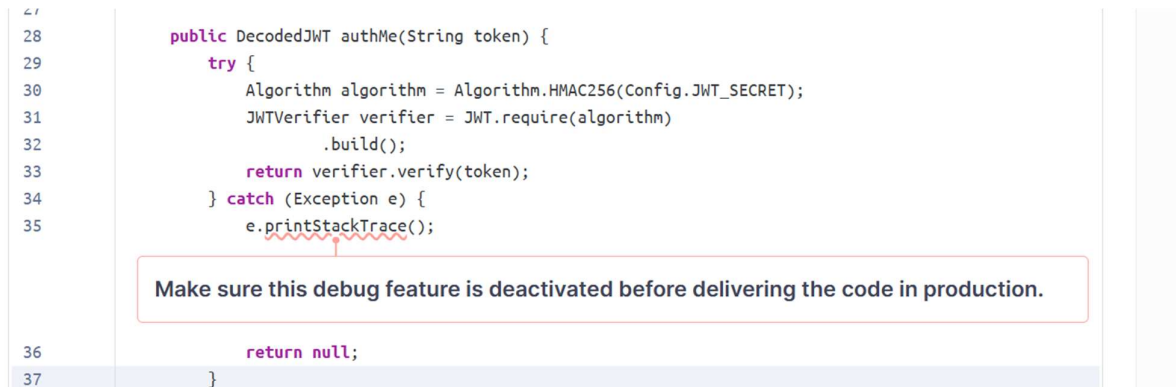 27
28 public DecodedJWT authMe(String token) {
29 try {
30 Algorithm algorithm = Algorithm.HMAC256(Config.JWT_SECRET);
31 JWTVerifier verifier = JWT.require(algorithm)
32 .build();
33 return verifier.verify(token);
34 } catch (Exception e) {
35 e.printStackTrace();
Make sure this debug feature is deactivated before delivering the code in production.
36 return null;
37 }